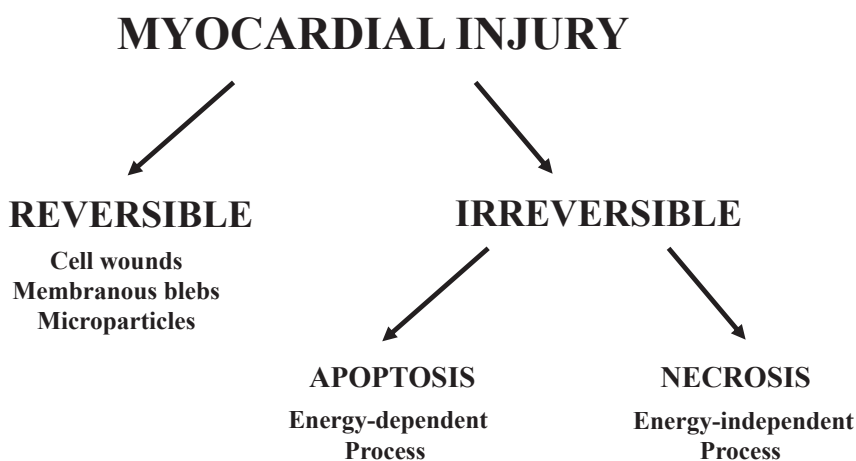 MYOCARDIAL INJURY
REVERSIBLE
Cell wounds
Membranous blebs
Microparticles
IRREVERSIBLE
APOPTOSIS
Energy-dependent
Process
NECROSIS
Energy-independent
Process